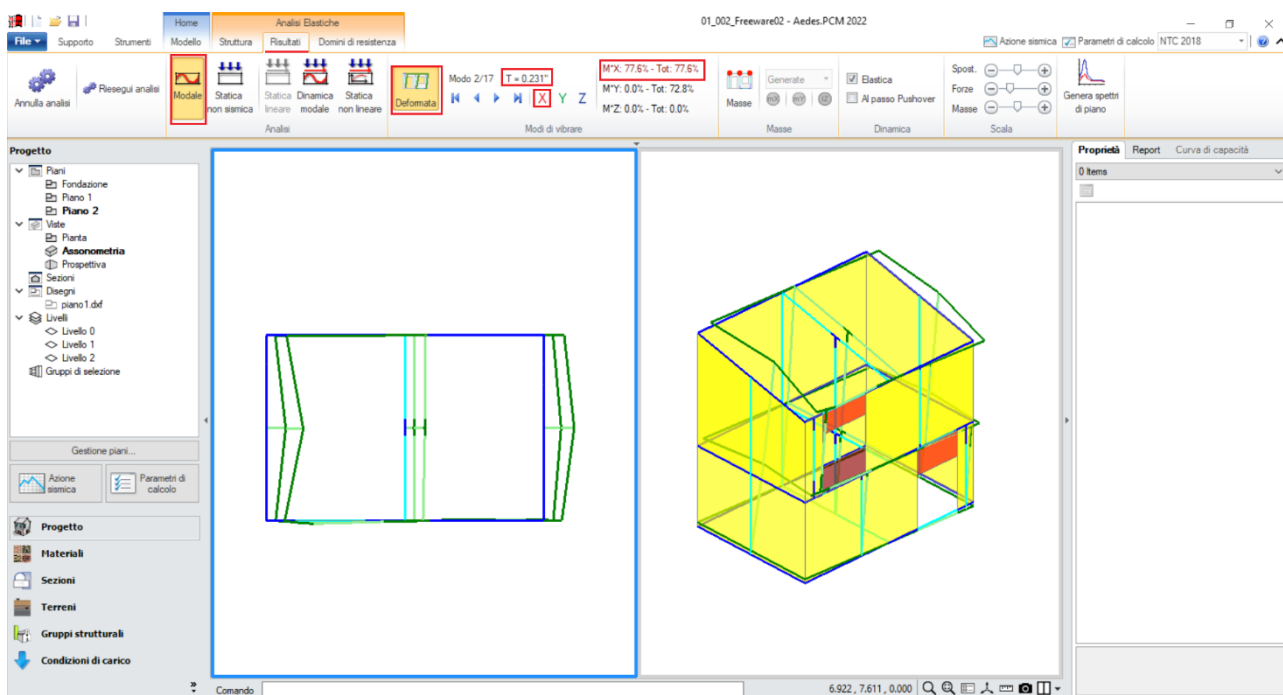 01_002_Freeware02 - Aedes.PCM 2022
Home
Analisi Elastiche
File
Supporto
Strumenti
Modello
Struttura
Risultati
Domini di resistenza
Azione sismica
Parametri di calcolo
NTC 2018
Annulla analisi
Riesegui analisi
Modale
Statica non sismica
Statica lineare
Dinamica modale
Statica non lineare
Analisi
Deformata
Modo 2/17
T = 0.231"
X Y Z
M*X: 77.6% - Tot: 77.6%
M*Y: 0.0% - Tot: 72.8%
M*Z: 0.0% - Tot: 0.0%
Modi di vibrare
Masse
Generate
Masse
Elastica
Al passo Pushover
Dinamica
Spost.
Forze
Masse
Scala
Genera spettri di piano
Progetto
Piani
Fondazione
Piano 1
Piano 2
Viste
Pianta
Assonometria
Prospettiva
Sezioni
Disegni
piano1.dxf
Livelli
Livello 0
Livello 1
Livello 2
Gruppi di selezione
Gestione piani...
Azione sismica
Parametri di calcolo
Progetto
Materiali
Sezioni
Terreni
Gruppi strutturali
Condizioni di carico
Proprietà
Report
Curva di capacità
0 Items
Comando
6.922 , 7.611 , 0.000